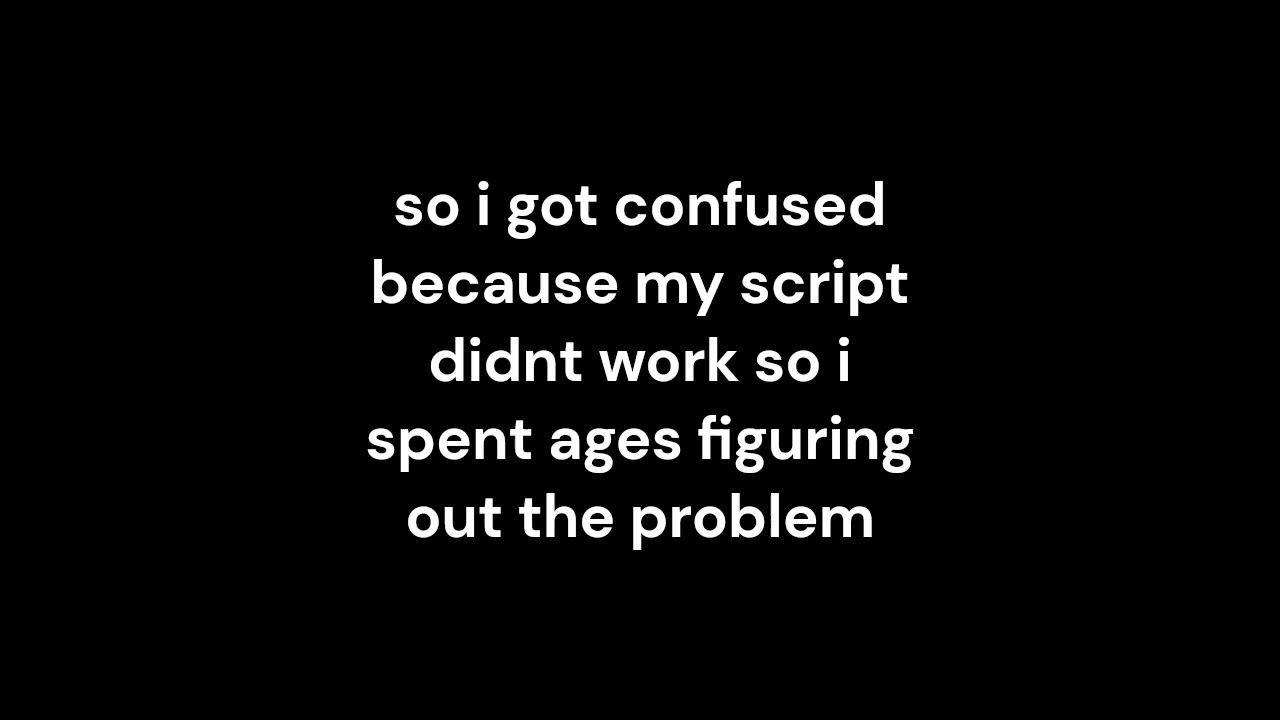 so i got confused
because my script
didnt work so i
spent ages figuring
out the problem